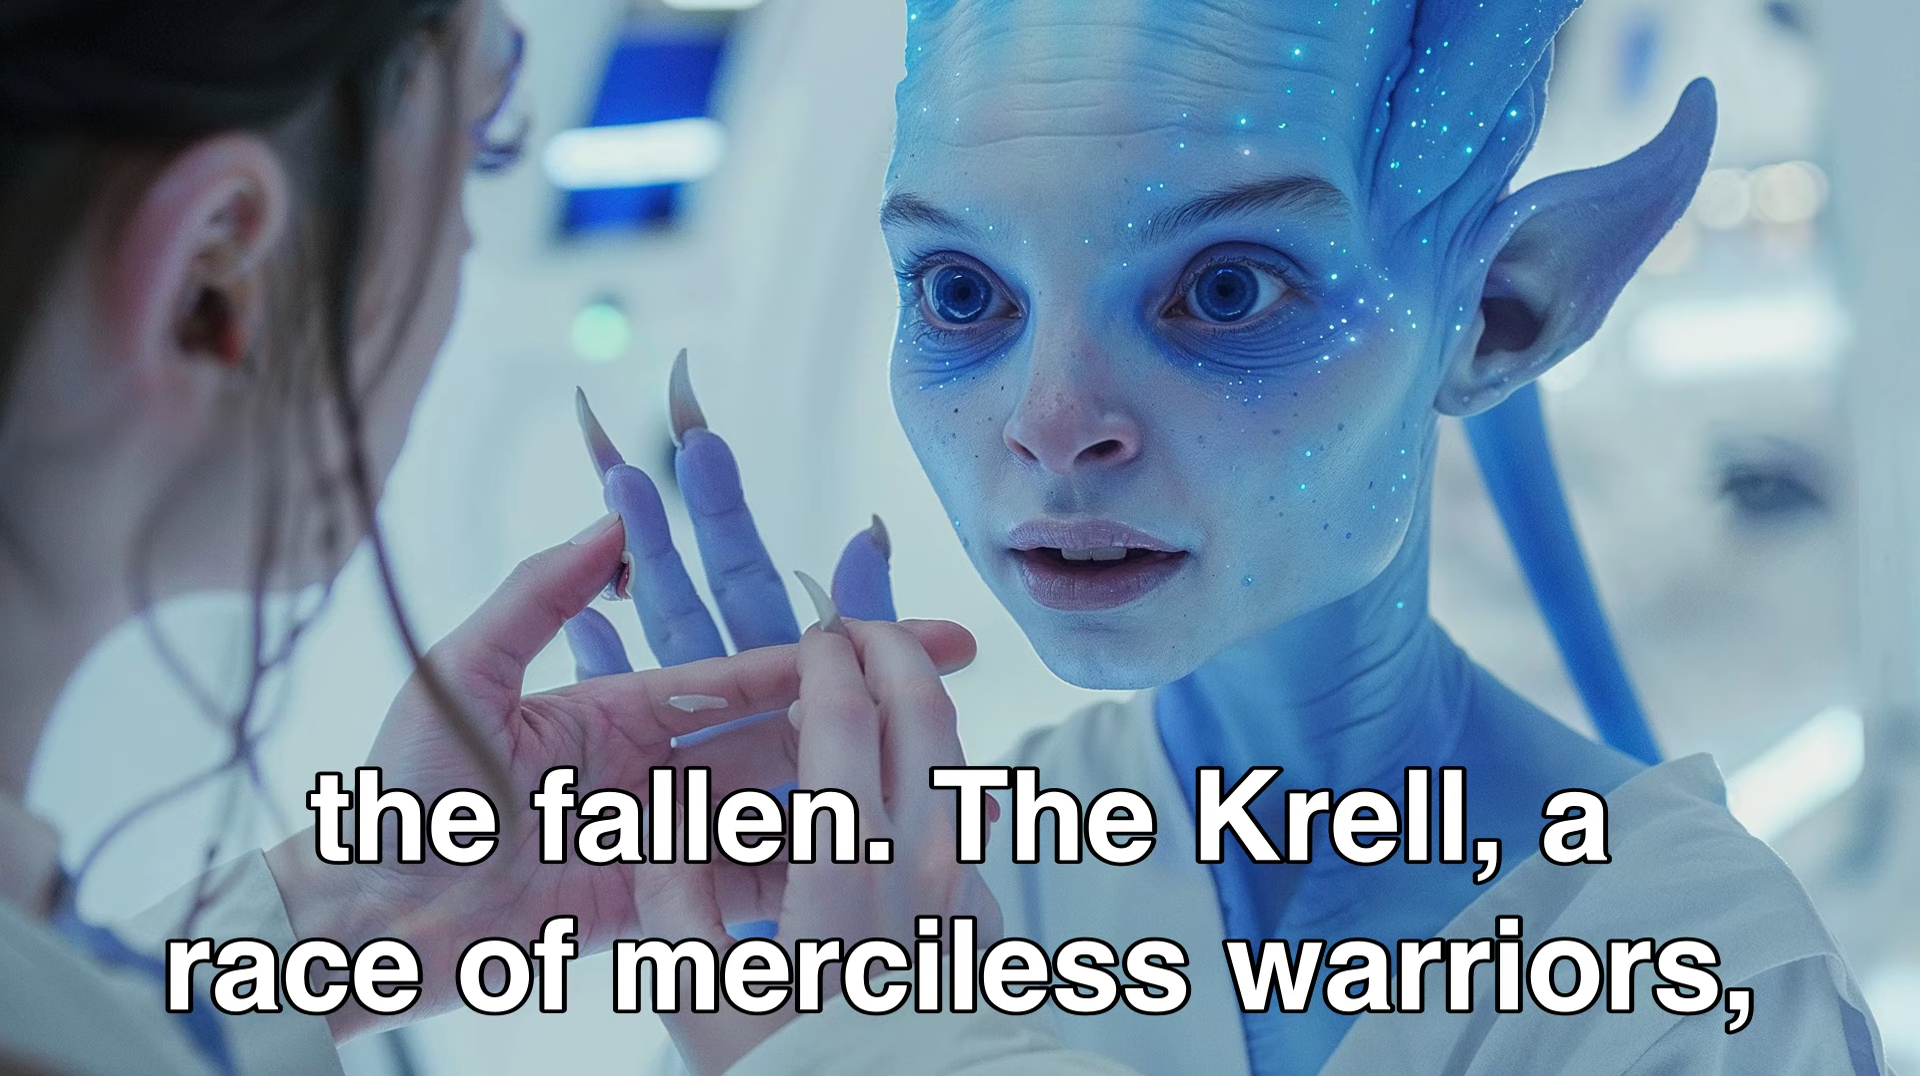 the fallen. The Krell, a
race of merciless warriors,